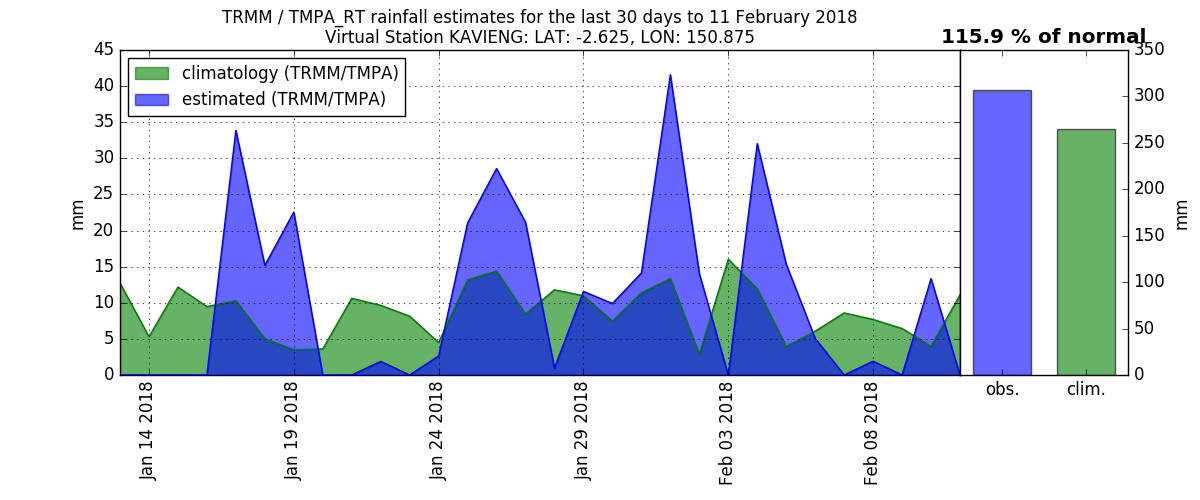 TRMM / TMPA_RT rainfall estimates for the last 30 days to 11 February 2018
Virtual Station KAVIENG: LAT: -2.625, LON: 150.875
115.9 % of normal
climatology (TRMM/TMPA)
estimated (TRMM/TMPA)
45
40
35
30
25
20
15
10
5
0
mm
Jan 14 2018
Jan 19 2018
Jan 24 2018
Jan 29 2018
Feb 03 2018
Feb 08 2018
obs.
clim.
350
300
250
200
150
100
50
0
mm